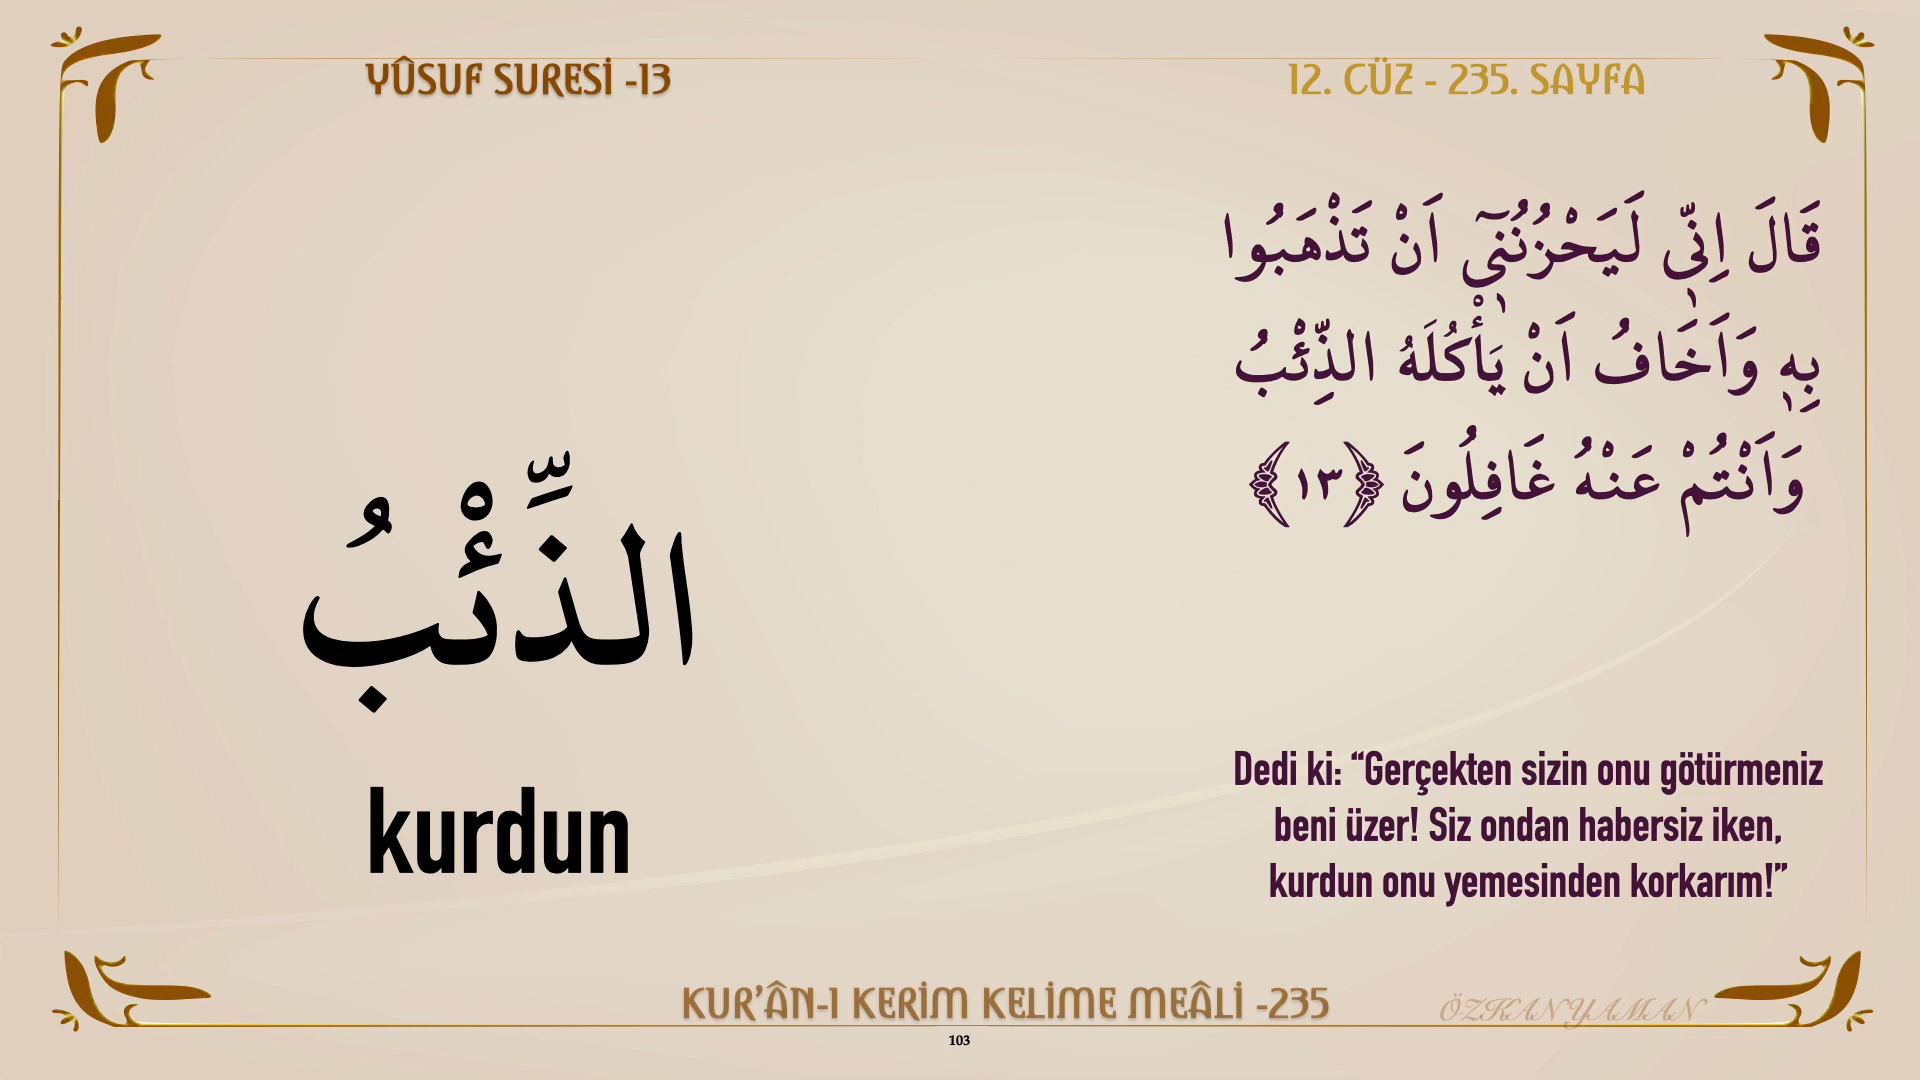 YÛSUF SURESİ -13
12. CÜZ - 235. SAYFA
قَالَ اِنّٖى لَيَحْزُنُنٖٓى اَنْ تَذْهَبُوا
بِهٖ وَاَخَافُ اَنْ يَاْكُلَهُ الذِّئْبُ
وَاَنْتُمْ عَنْهُ غَافِلُونَ ﴿١٣﴾
الذِّئْبُ
kurdun
Dedi ki: “Gerçekten sizin onu götürmeniz
beni üzer! Siz ondan habersiz iken,
kurdun onu yemesinden korkarım!”
KUR’ÂN-I KERİM KELİME MEÂLİ -235
ÖZKAN YAMAN
103